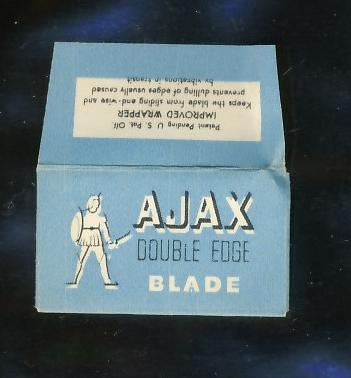 Patent Pending U. S. Pat. Off.
IMPROVED WRAPPER
Keeps the blade from sliding end-wise and
prevents dulling of edges usually caused
by vibrations in transit
AJAX
DOUBLE EDGE
BLADE